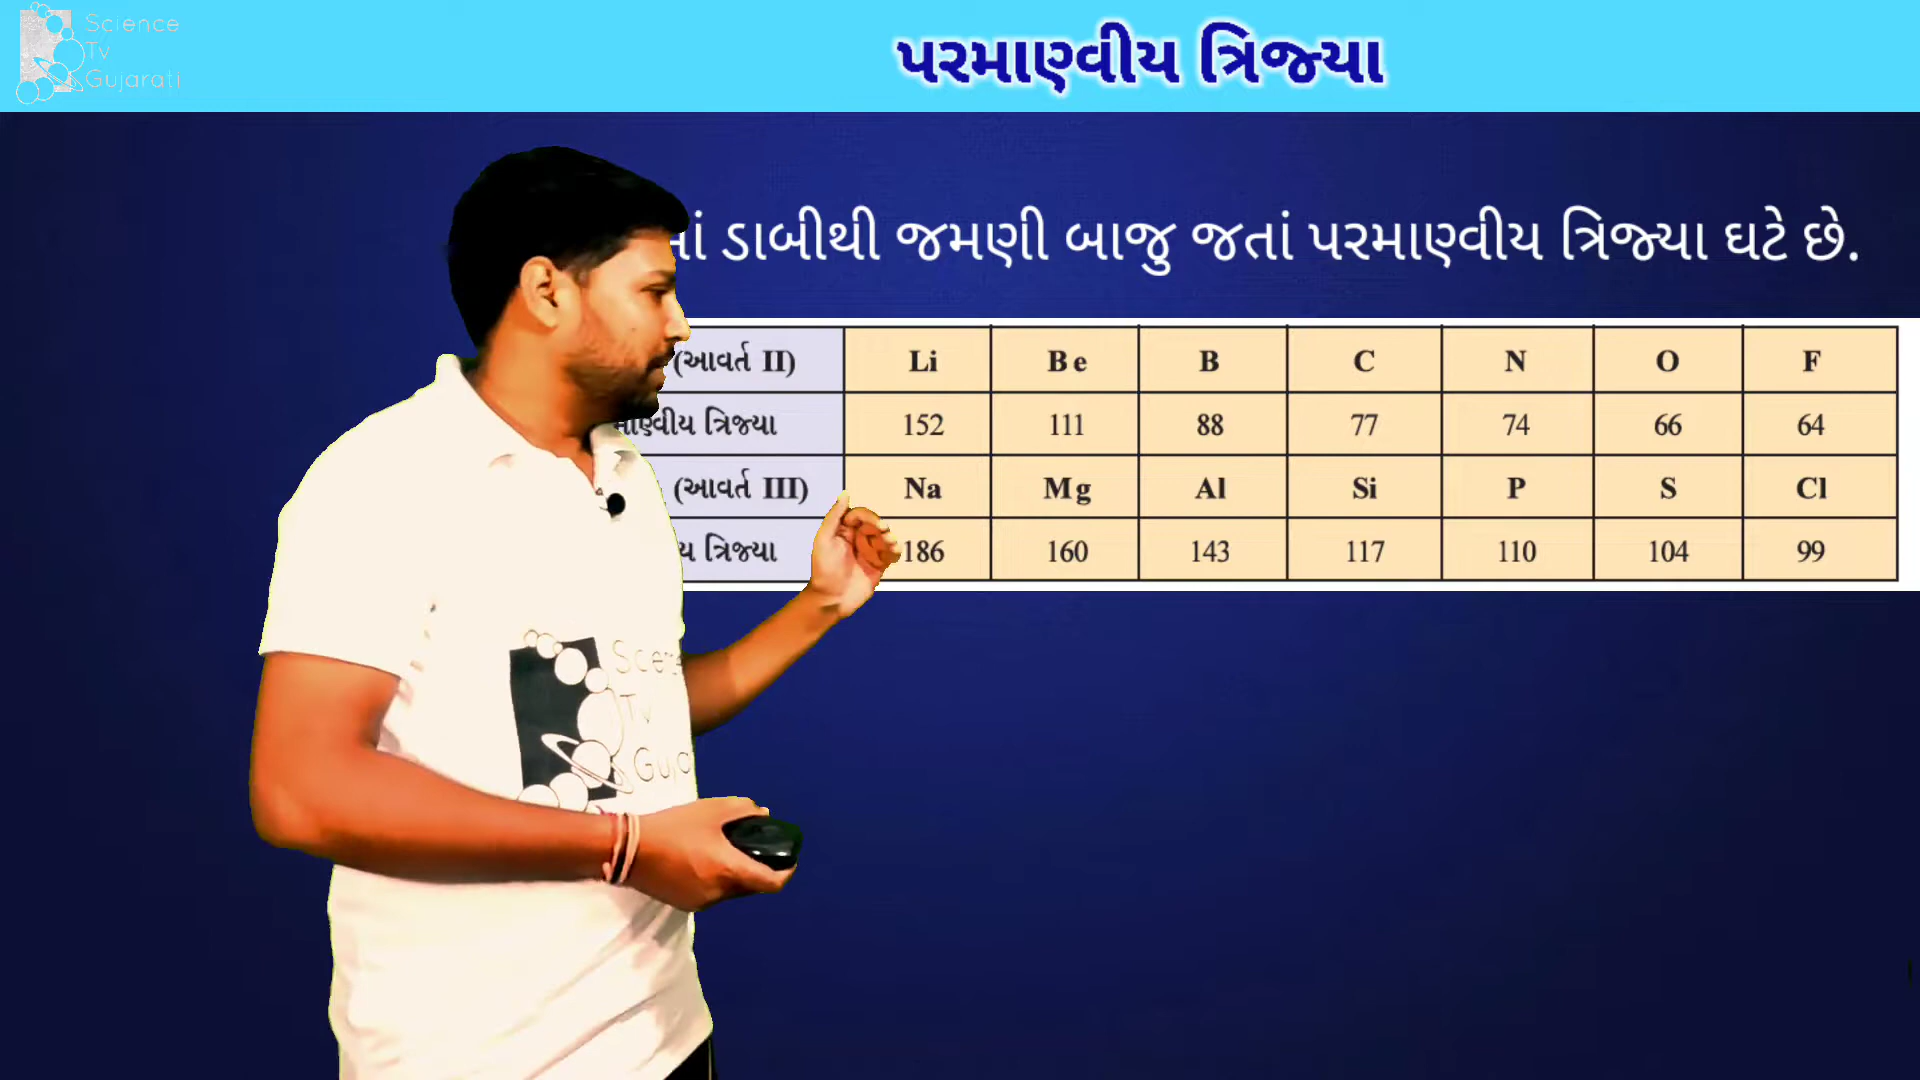 Science
Tv
Gujarati
પરમાણ્વીય ત્રિજ્યા
ડાબીથી જમણી બાજુ જતાં પરમાણ્વીય ત્રિજ્યા ઘટે છે.
(આવર્ત II) Li Be B C N O F
ત્રિજ્યા 152 111 88 77 74 66 64
(આવર્ત III) Na Mg Al Si P S Cl
ત્રિજ્યા 186 160 143 117 110 104 99
Tv